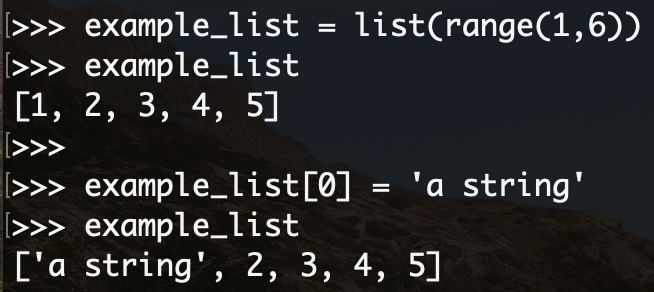 >>> example_list = list(range(1,6))
>>> example_list
[1, 2, 3, 4, 5]
>>>
>>> example_list[0] = 'a string'
>>> example_list
['a string', 2, 3, 4, 5]